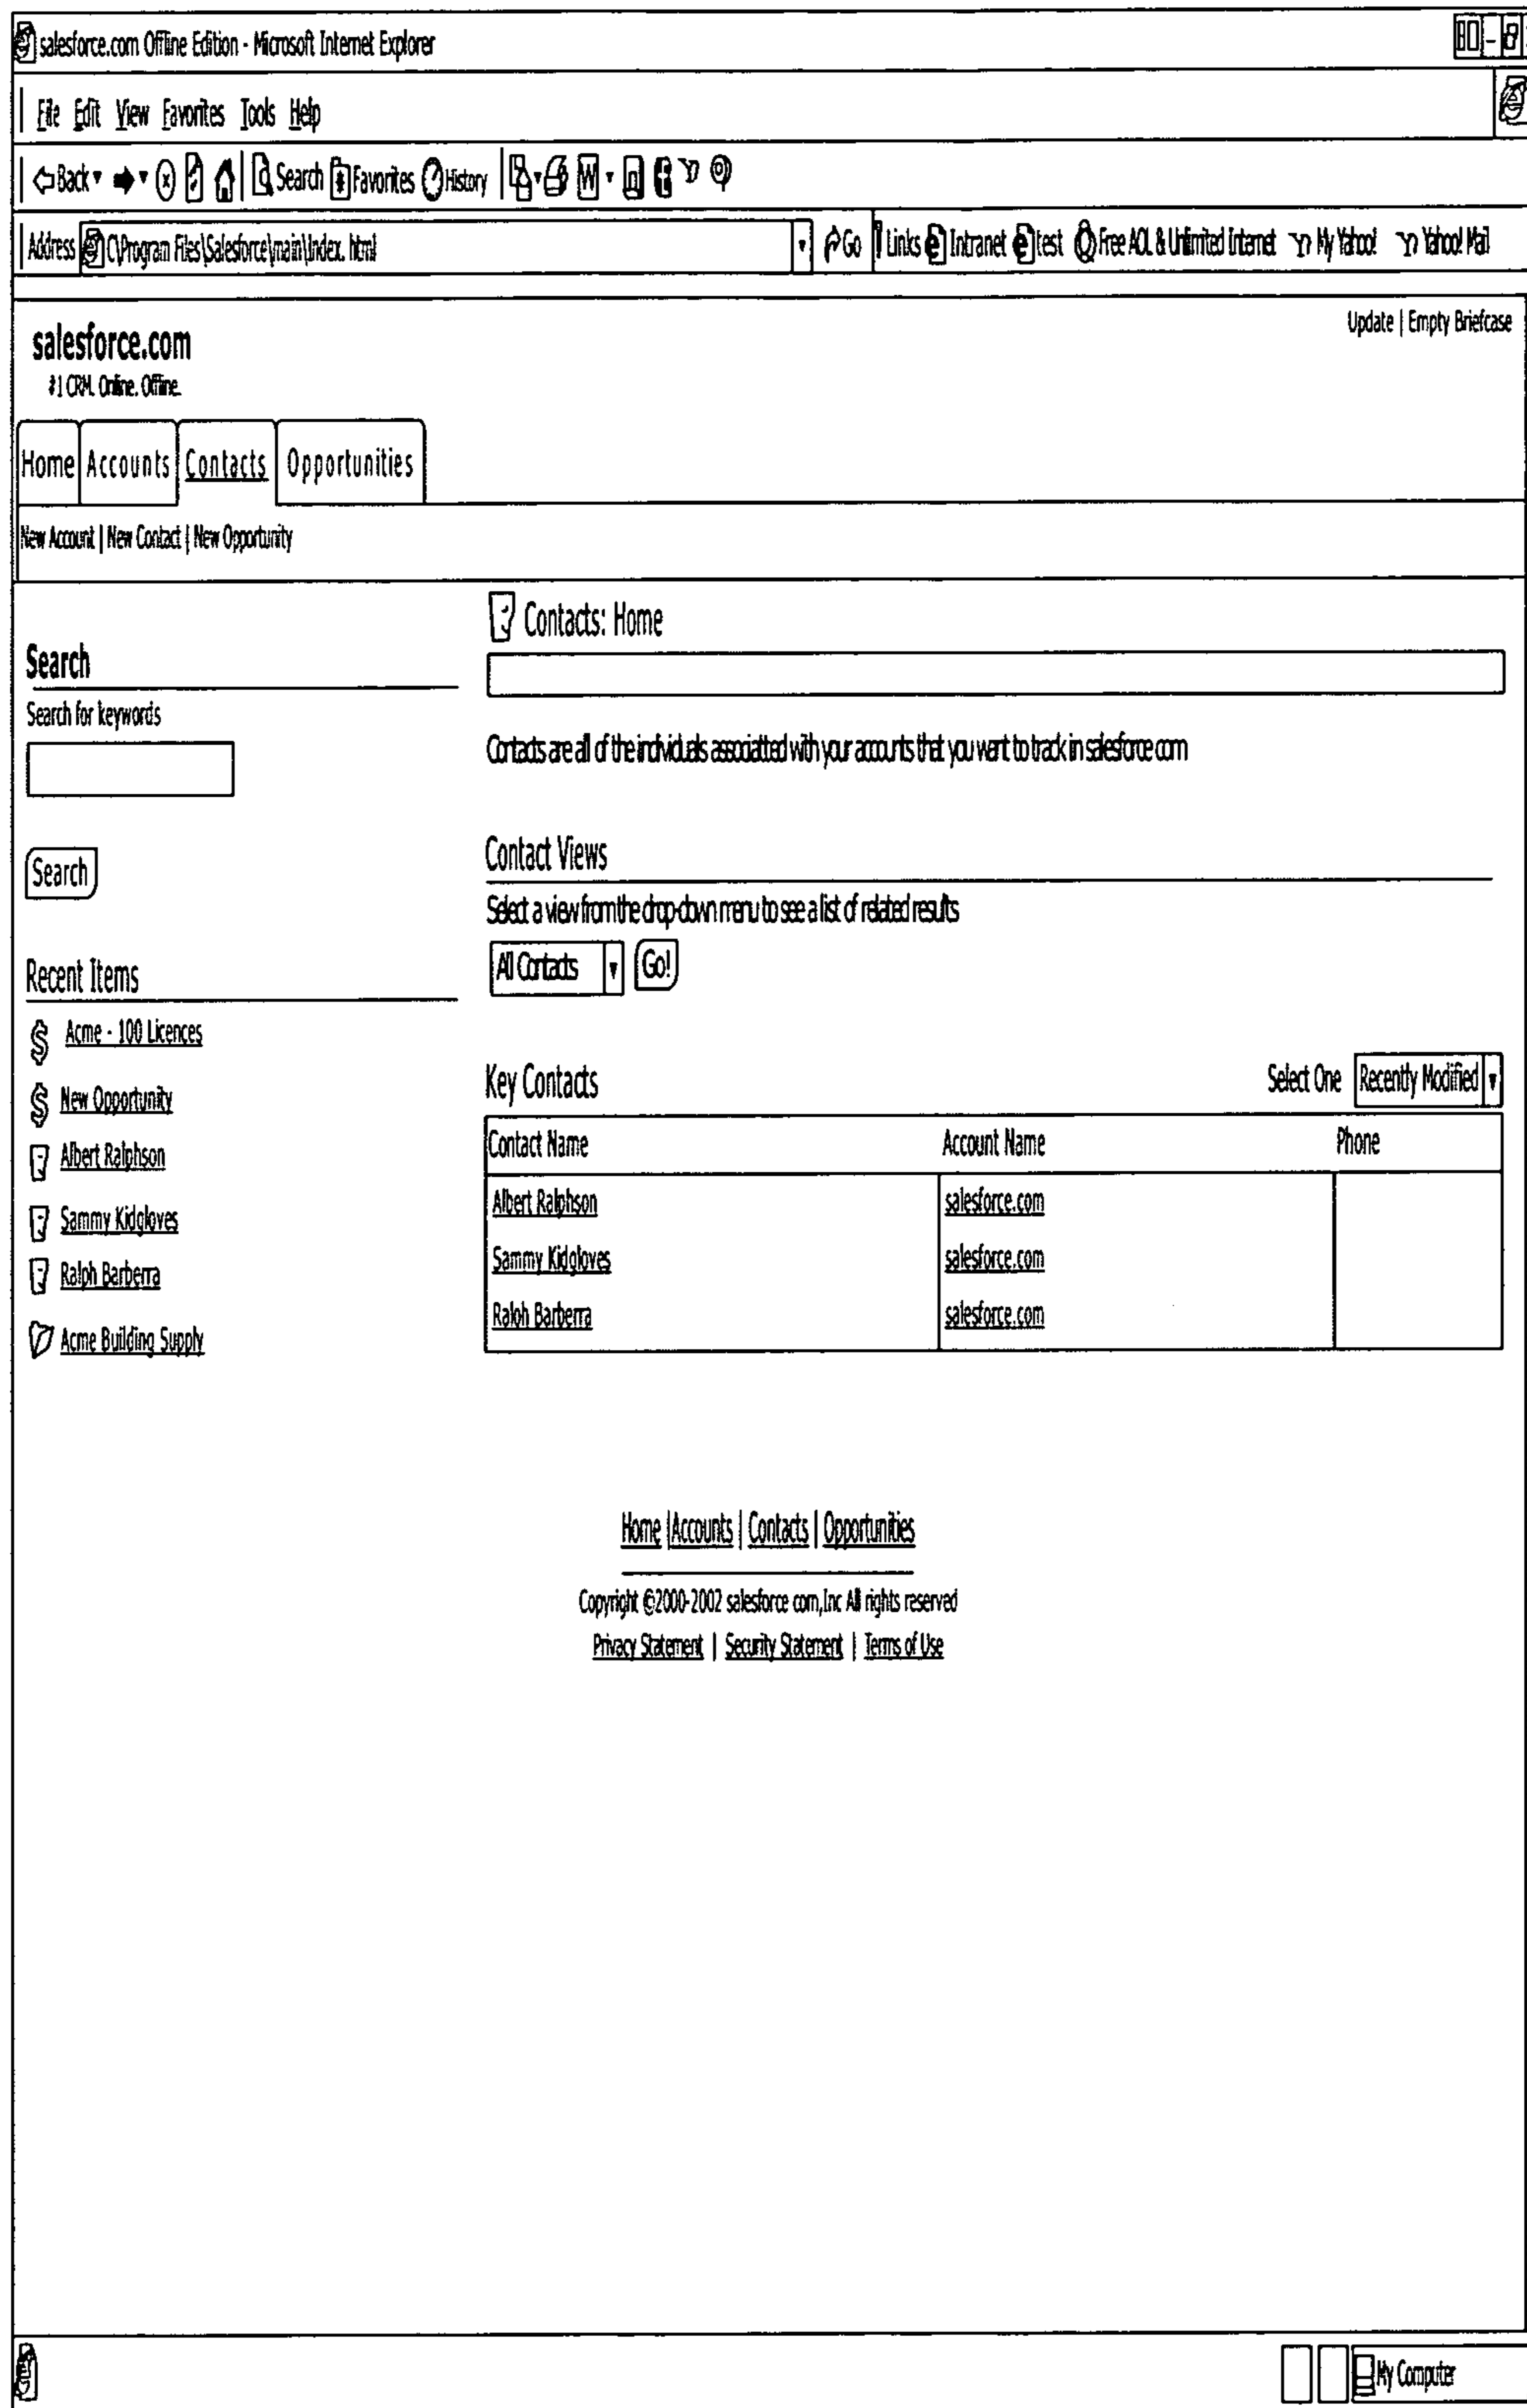 salesforce.com Offline Edition - Microsoft Internet Explorer
File Edit View Favorites Tools Help
Back Search Favorites History W
Address C:\Program Files\Salesforce\main\Index. html Go Links Intranet test Free AOL & Unlimited Internet My Yahoo! Yahoo! Mail
Update | Empty Briefcase
salesforce.com
#1 CRM. Online. Offline.
Home Accounts Contacts Opportunities
New Account | New Contact | New Opportunity
Contacts: Home
Search
Search for keywords
Contacts are all of the individuals associatted with your accounts that you want to track in salesforce com
Search
Contact Views
Select a view from the drop-down menu to see a list of related results
All Contacts Go!
Recent Items
Acme - 100 Licences
New Opportunity
Albert Ralphson
Sammy Kidgloves
Ralph Barberra
Acme Building Supply
Key Contacts Select One Recently Modified
Contact Name Account Name Phone
Albert Ralphson salesforce.com
Sammy Kidgloves salesforce.com
Ralph Barberra salesforce.com
Home | Accounts | Contacts | Opportunities
Copyright ©2000-2002 salesforce com, Inc All rights reserved
Privacy Statement | Security Statement | Terms of Use
My Computer